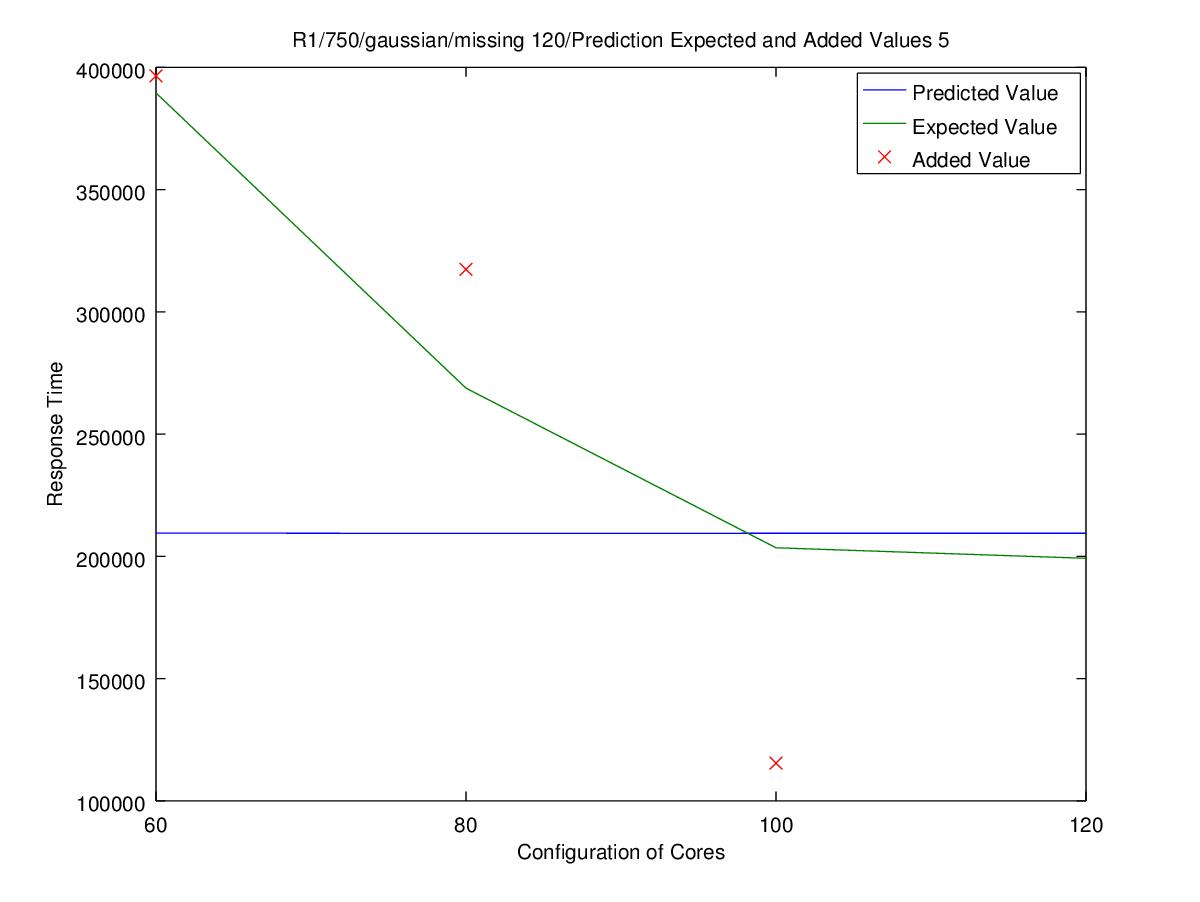 R1/750/gaussian/missing 120/Prediction Expected and Added Values 5
400000
350000
300000
250000
200000
150000
100000
Response Time
Predicted Value
Expected Value
Added Value
60
80
100
120
Configuration of Cores